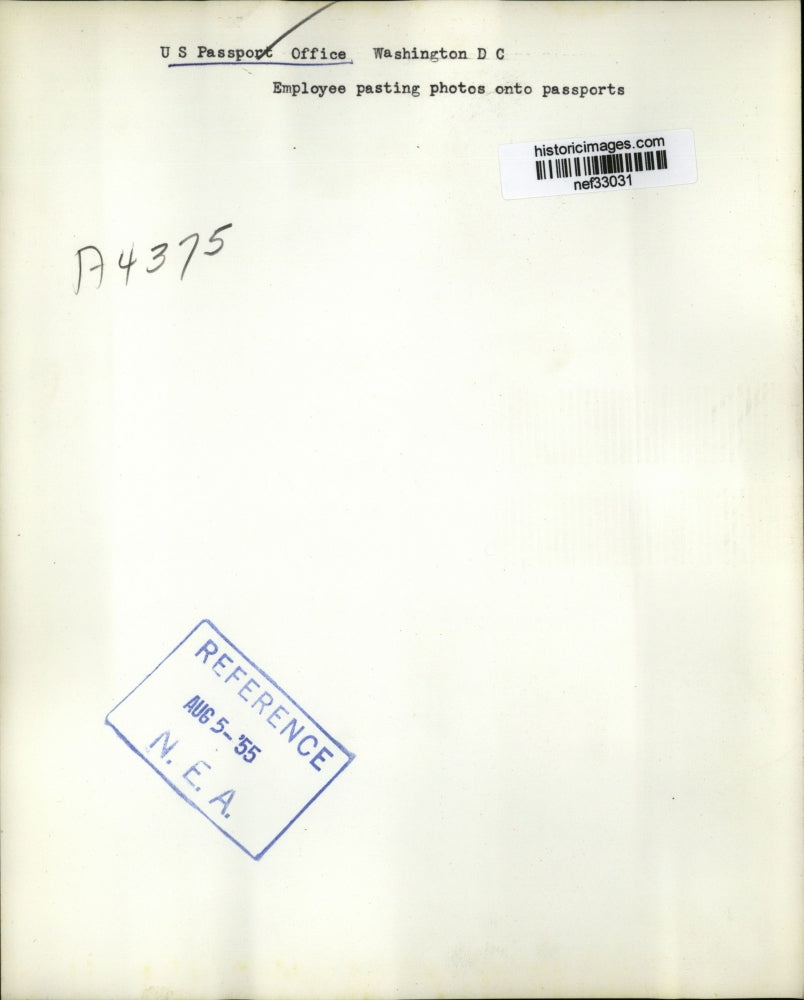 U S Passport Office Washington D C
Employee pasting photos onto passports
historicimages.com
nef33031
A4375
REFERENCE
AUG 5-'55
N. E. A.